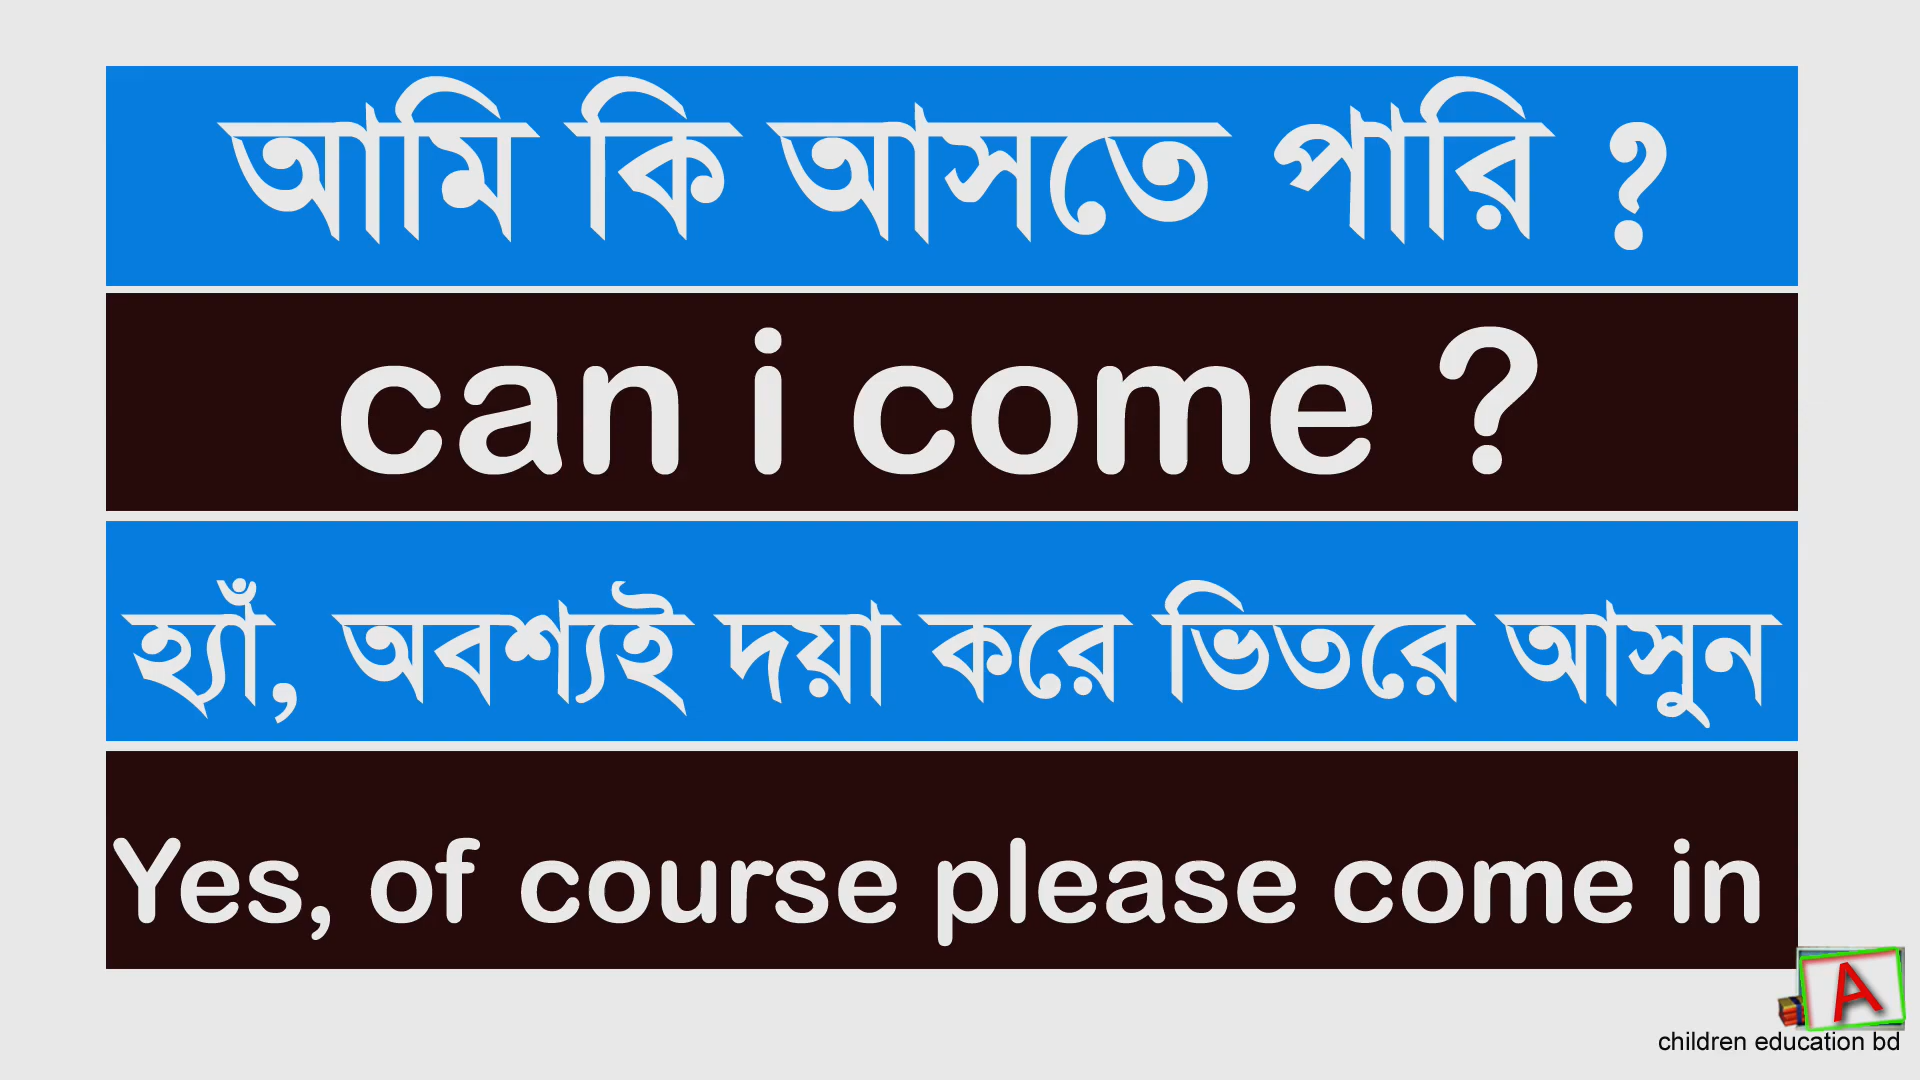 আমি কি আসতে পারি ?
can i come ?
হ্যাঁ, অবশ্যই দয়া করে ভিতরে আসুন
Yes, of course please come in
A
children education bd